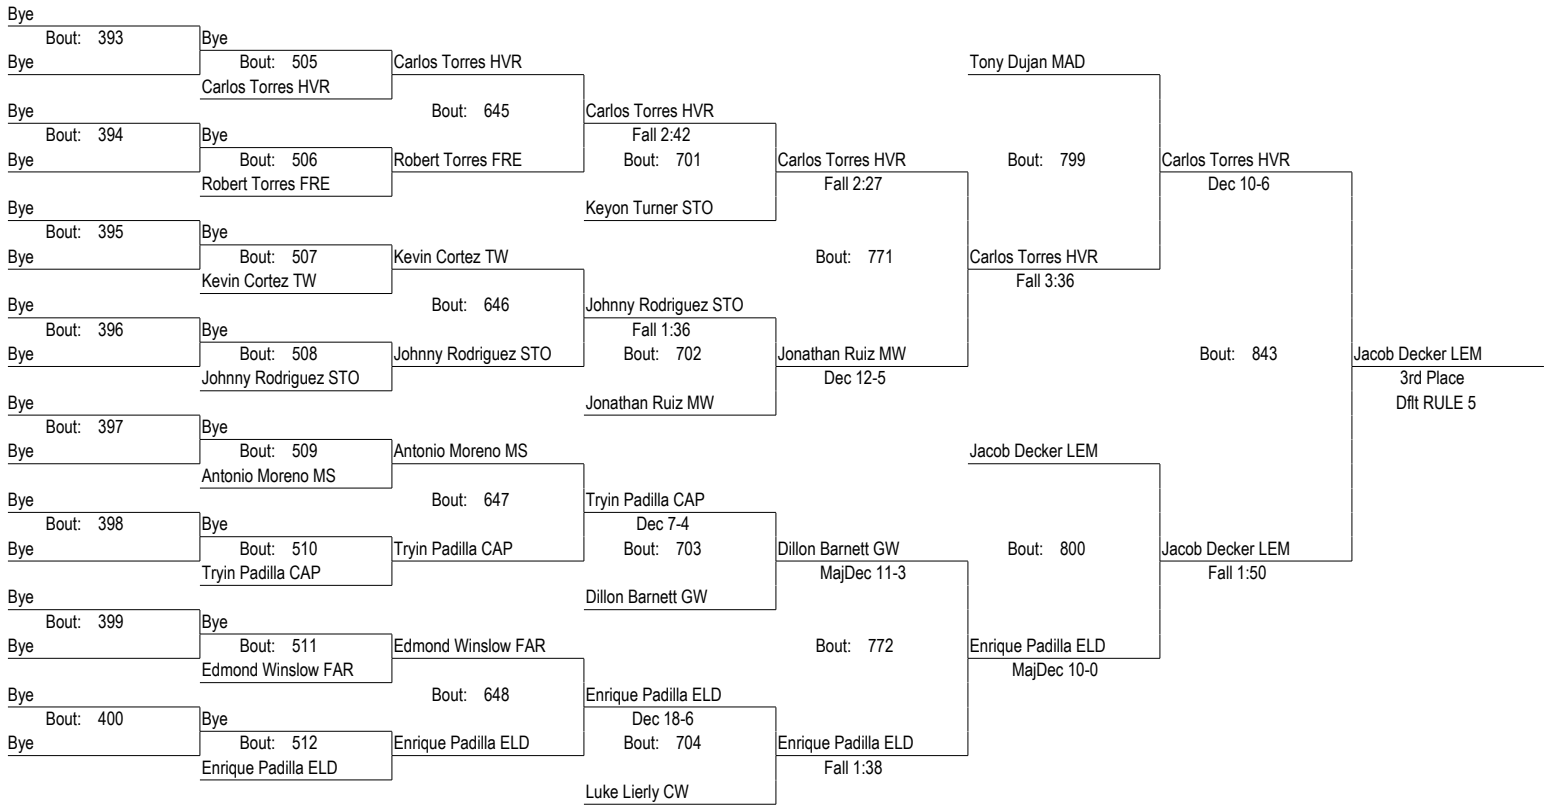 Bye
Bout: 393
Bye
Bye
Bout: 505
Carlos Torres HVR
Carlos Torres HVR
Tony Dujan MAD
Bye
Bout: 394
Bye
Bye
Bout: 506
Robert Torres FRE
Bout: 645
Robert Torres FRE
Carlos Torres HVR
Fall 2:42
Bout: 701
Keyon Turner STO
Carlos Torres HVR
Fall 2:27
Bout: 799
Carlos Torres HVR
Dec 10-6
Bye
Bout: 395
Bye
Bye
Bout: 507
Kevin Cortez TW
Kevin Cortez TW
Bout: 771
Carlos Torres HVR
Fall 3:36
Bye
Bout: 396
Bye
Bye
Bout: 508
Johnny Rodriguez STO
Bout: 646
Johnny Rodriguez STO
Johnny Rodriguez STO
Fall 1:36
Bout: 702
Jonathan Ruiz MW
Jonathan Ruiz MW
Dec 12-5
Bout: 843
Jacob Decker LEM
3rd Place
Dflt RULE 5
Bye
Bout: 397
Bye
Bye
Bout: 509
Antonio Moreno MS
Antonio Moreno MS
Jacob Decker LEM
Bye
Bout: 398
Bye
Bye
Bout: 510
Tryin Padilla CAP
Bout: 647
Tryin Padilla CAP
Tryin Padilla CAP
Dec 7-4
Bout: 703
Dillon Barnett GW
Dillon Barnett GW
MajDec 11-3
Bout: 800
Jacob Decker LEM
Fall 1:50
Bye
Bout: 399
Bye
Bye
Bout: 511
Edmond Winslow FAR
Edmond Winslow FAR
Bout: 772
Enrique Padilla ELD
MajDec 10-0
Bye
Bout: 400
Bye
Bye
Bout: 512
Enrique Padilla ELD
Bout: 648
Enrique Padilla ELD
Enrique Padilla ELD
Dec 18-6
Bout: 704
Luke Lierly CW
Enrique Padilla ELD
Fall 1:38